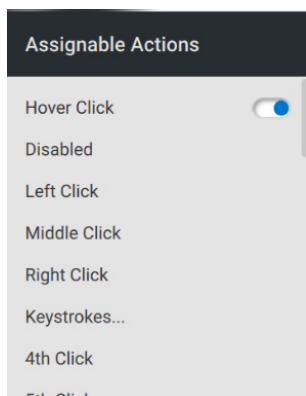 Assignable Actions
Hover Click
Disabled
Left Click
Middle Click
Right Click
Keystrokes...
4th Click